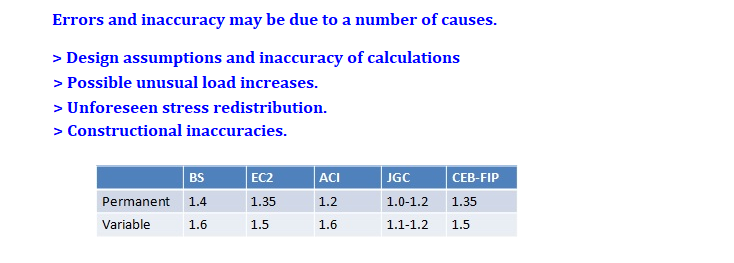 Errors and inaccuracy may be due to a number of causes.
> Design assumptions and inaccuracy of calculations
> Possible unusual load increases.
> Unforeseen stress redistribution.
> Constructional inaccuracies.
BS EC2 ACI JGC CEB-FIP
Permanent 1.4 1.35 1.2 1.0-1.2 1.35
Variable 1.6 1.5 1.6 1.1-1.2 1.5